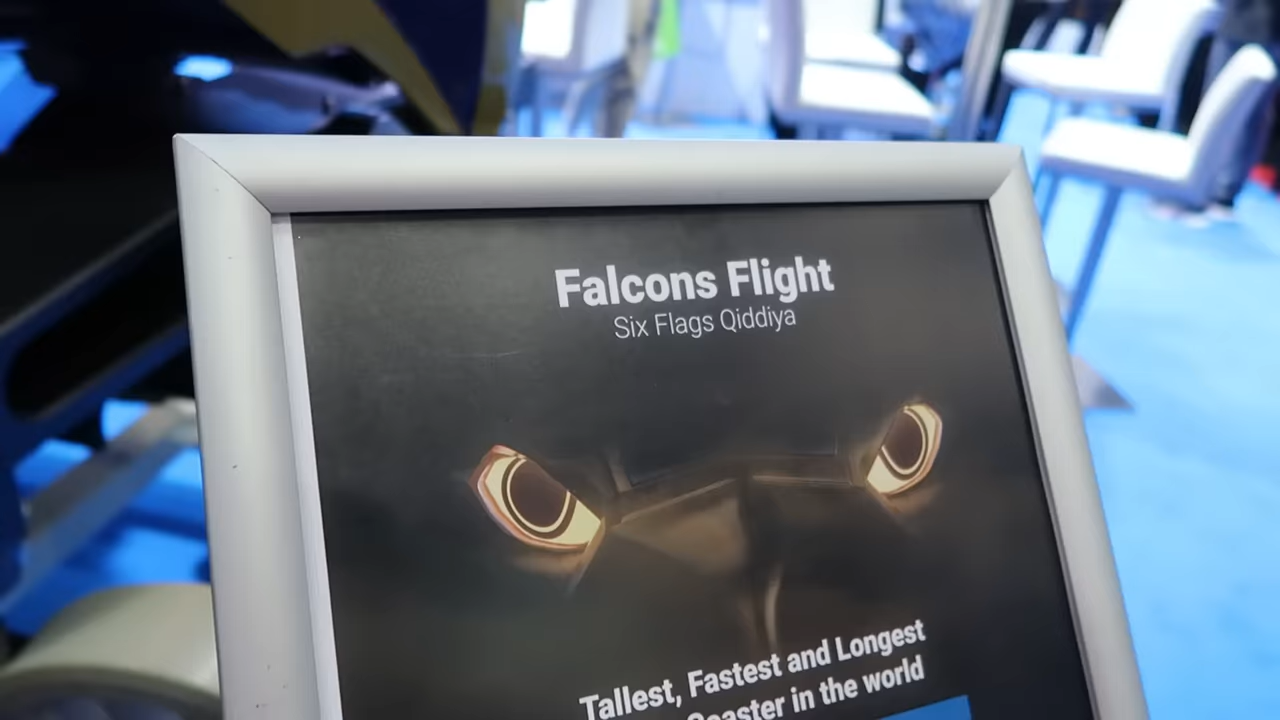 Falcons Flight
Six Flags Qiddiya
Tallest, Fastest and Longest
Coaster in the world